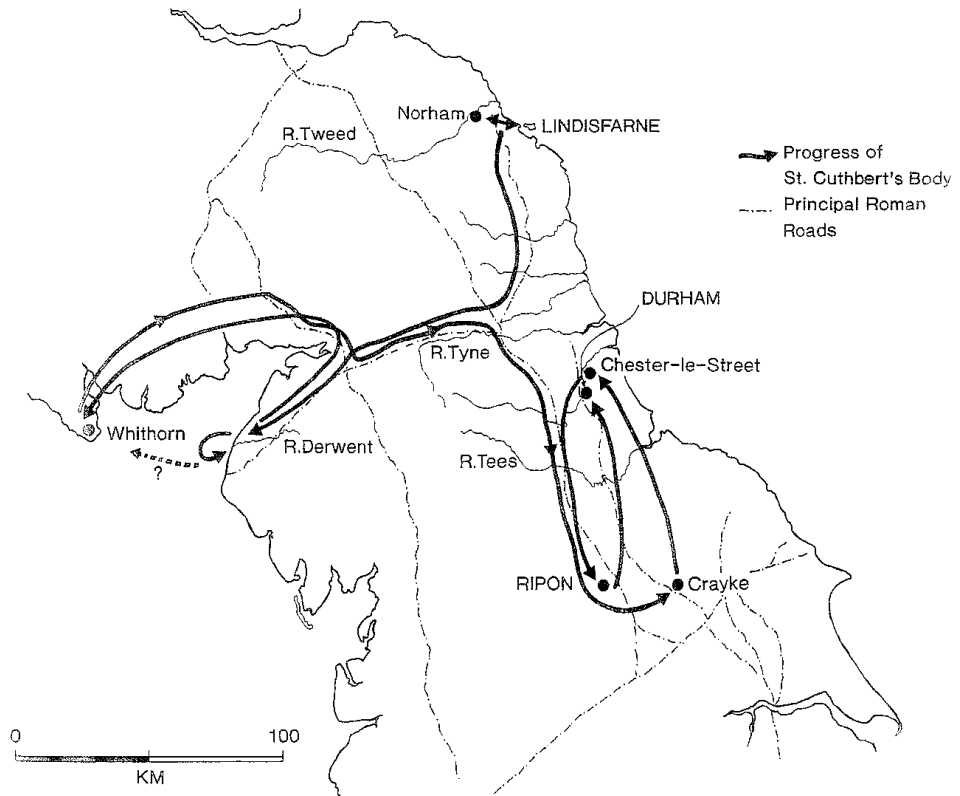 Norham
LINDISFARNE
R.Tweed
Progress of
St. Cuthbert's Body
Principal Roman
Roads
DURHAM
Chester-le-Street
R.Tyne
Whithorn
R.Derwent
R.Tees
?
RIPON
Crayke
0
100
KM